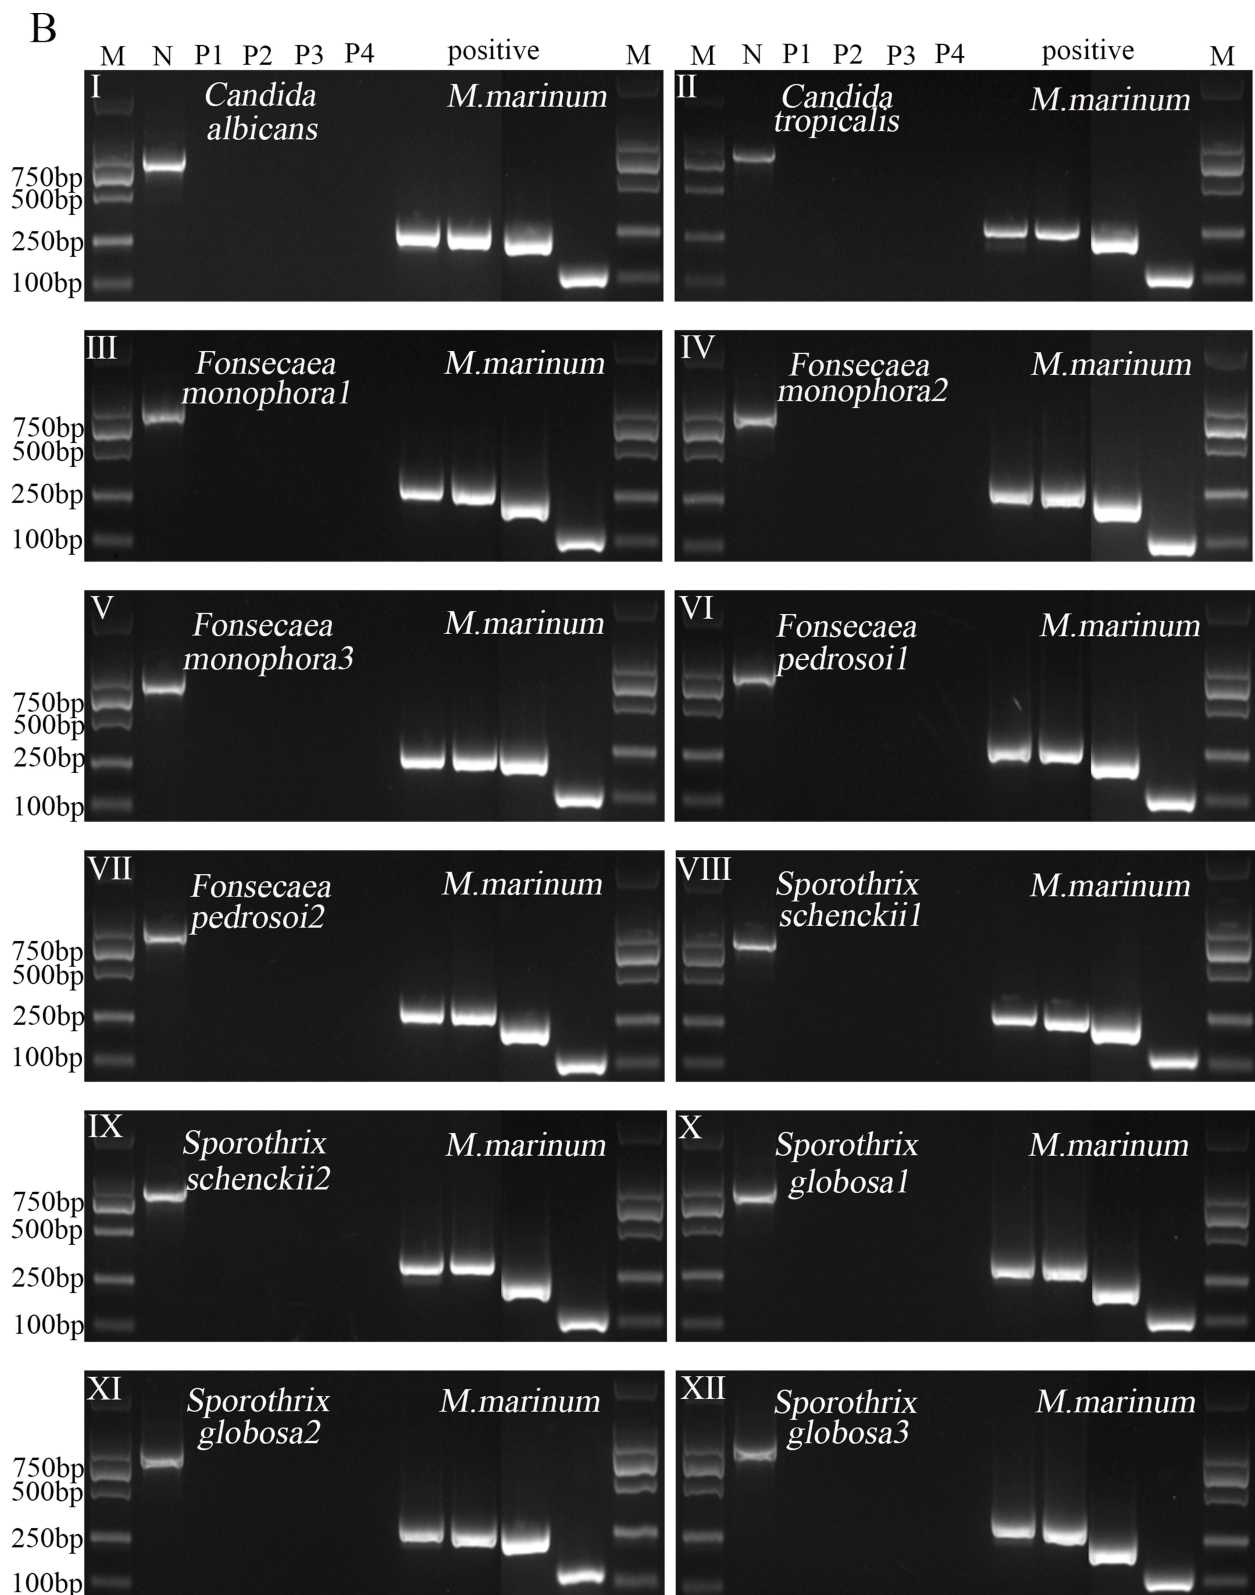 B
M N P1 P2 P3 P4 positive M M N P1 P2 P3 P4 positive M
I Candida albicans M.marinum
750bp
500bp
250bp
100bp
II Candida tropicalis M.marinum
III Fonsecaea monophora1 M.marinum
750bp
500bp
250bp
100bp
IV Fonsecaea monophora2 M.marinum
V Fonsecaea monophora3 M.marinum
750bp
500bp
250bp
100bp
VI Fonsecaea pedrosoi1 M.marinum
VII Fonsecaea pedrosoi2 M.marinum
750bp
500bp
250bp
100bp
VIII Sporothrix schenckii1 M.marinum
IX Sporothrix schenckii2 M.marinum
750bp
500bp
250bp
100bp
X Sporothrix globosa1 M.marinum
XI Sporothrix globosa2 M.marinum
750bp
500bp
250bp
100bp
XII Sporothrix globosa3 M.marinum